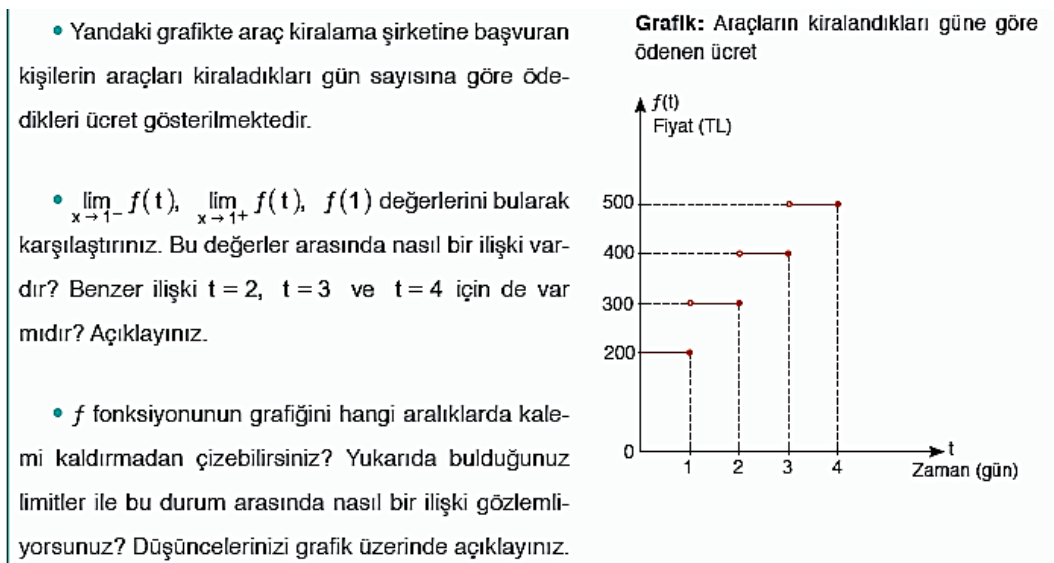 • Yandaki grafikte araç kiralama şirketine başvuran
kişilerin araçları kiraladıkları gün sayısına göre öde-
dikleri ücret gösterilmektedir.
• lim x→1⁻ f(t), lim x→1⁺ f(t), f(1) değerlerini bularak
karşılaştırınız. Bu değerler arasında nasıl bir ilişki var-
dır? Benzer ilişki t = 2, t = 3 ve t = 4 için de var
mıdır? Açıklayınız.
• f fonksiyonunun grafiğini hangi aralıklarda kale-
mi kaldırmadan çizebilirsiniz? Yukarıda bulduğunuz
limitler ile bu durum arasında nasıl bir ilişki gözlemli-
yorsunuz? Düşüncelerinizi grafik üzerinde açıklayınız.
Grafik: Araçların kiralandıkları güne göre
ödenen ücret
f(t)
Fiyat (TL)
500
400
300
200
0
1 2 3 4
t
Zaman (gün)